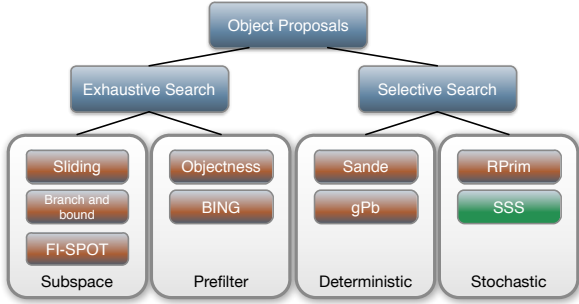 Object Proposals
Exhaustive Search
Selective Search
Sliding
Branch and
bound
FI-SPOT
Subspace
Objectness
BING
Prefilter
Sande
gPb
Deterministic
RPrim
SSS
Stochastic